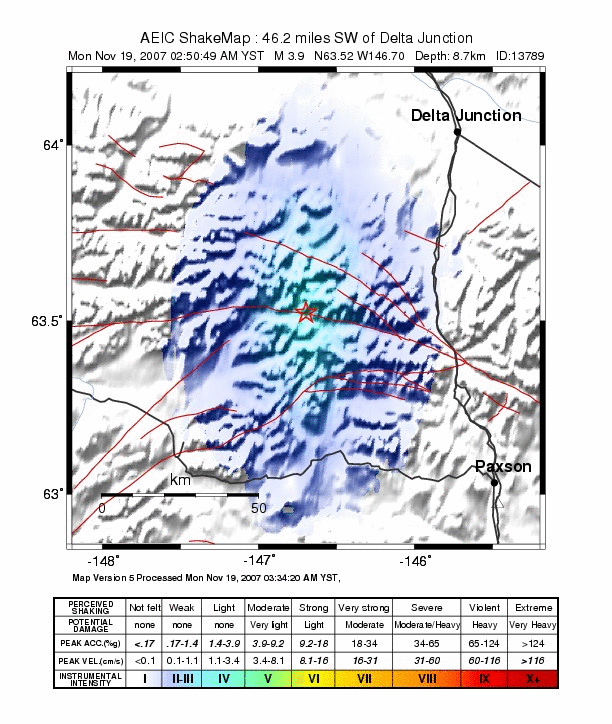 AEIC ShakeMap : 46.2 miles SW of Delta Junction
Mon Nov 19, 2007 02:50:49 AM YST M 3.9 N63.52 W146.70 Depth: 8.7km ID:13789
Delta Junction
64˚
63.5˚
Paxson
63˚
km
0 50
-148˚ -147˚ -146˚
Map Version 5 Processed Mon Nov 19, 2007 03:34:20 AM YST,
PERCEIVED SHAKING Not felt Weak Light Moderate Strong Very strong Severe Violent Extreme
POTENTIAL DAMAGE none none none Very light Light Moderate Moderate/Heavy Heavy Very Heavy
PEAK ACC.(%g) <.17 .17-1.4 1.4-3.9 3.9-9.2 9.2-18 18-34 34-65 65-124 >124
PEAK VEL.(cm/s) <0.1 0.1-1.1 1.1-3.4 3.4-8.1 8.1-16 16-31 31-60 60-116 >116
INSTRUMENTAL INTENSITY I II-III IV V VI VII VIII IX X+